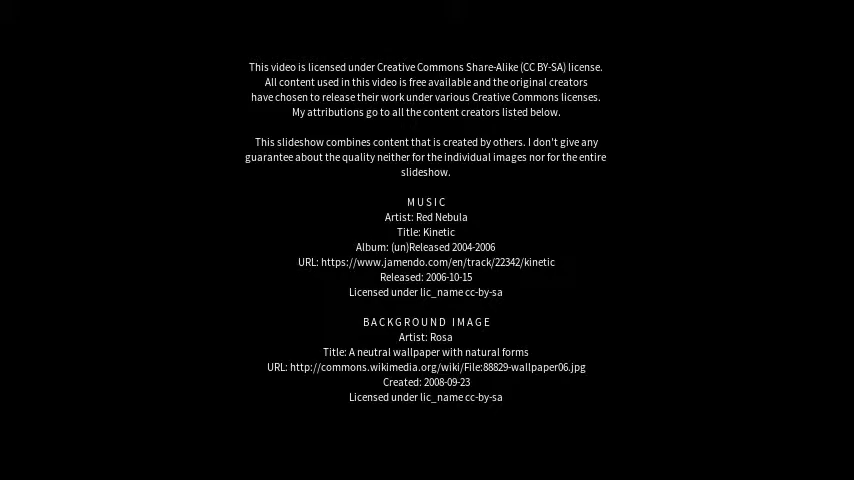 This video is licensed under Creative Commons Share-Alike (CC BY-SA) license.
All content used in this video is free available and the original creators
have chosen to release their work under various Creative Commons licenses.
My attributions go to all the content creators listed below.
This slideshow combines content that is created by others. I don't give any
guarantee about the quality neither for the individual images nor for the entire
slideshow.
MUSIC
Artist: Red Nebula
Title: Kinetic
Album: (un)Released 2004-2006
URL: https://www.jamendo.com/en/track/22342/kinetic
Released: 2006-10-15
Licensed under lic_name cc-by-sa
BACKGROUND IMAGE
Artist: Rosa
Title: A neutral wallpaper with natural forms
URL: http://commons.wikimedia.org/wiki/File:88829-wallpaper06.jpg
Created: 2008-09-23
Licensed under lic_name cc-by-sa